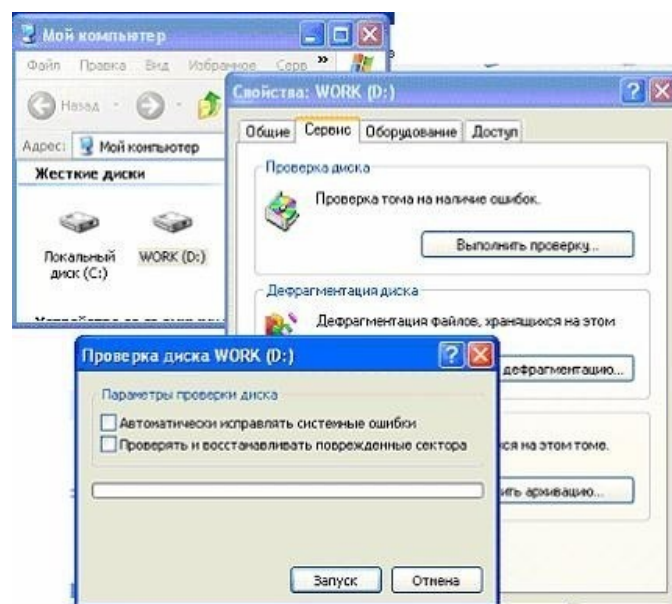 Мой компьютер
Файл Правка Вид Избранное Серв »
Назад
Адрес: Мой компьютер
Жесткие диски
Локальный диск (C:)
WORK (D:)
Свойства: WORK (D:)
Общие Сервис Оборудование Доступ
Проверка диска
Проверка тома на наличие ошибок.
Выполнить проверку...
Дефрагментация диска
Дефрагментация файлов, хранящихся на этом
дефрагментацию...
ся на этом томе.
ить архивацию...
Проверка диска WORK (D:)
Параметры проверки диска
Автоматически исправлять системные ошибки
Проверять и восстанавливать поврежденные сектора
Запуск Отмена